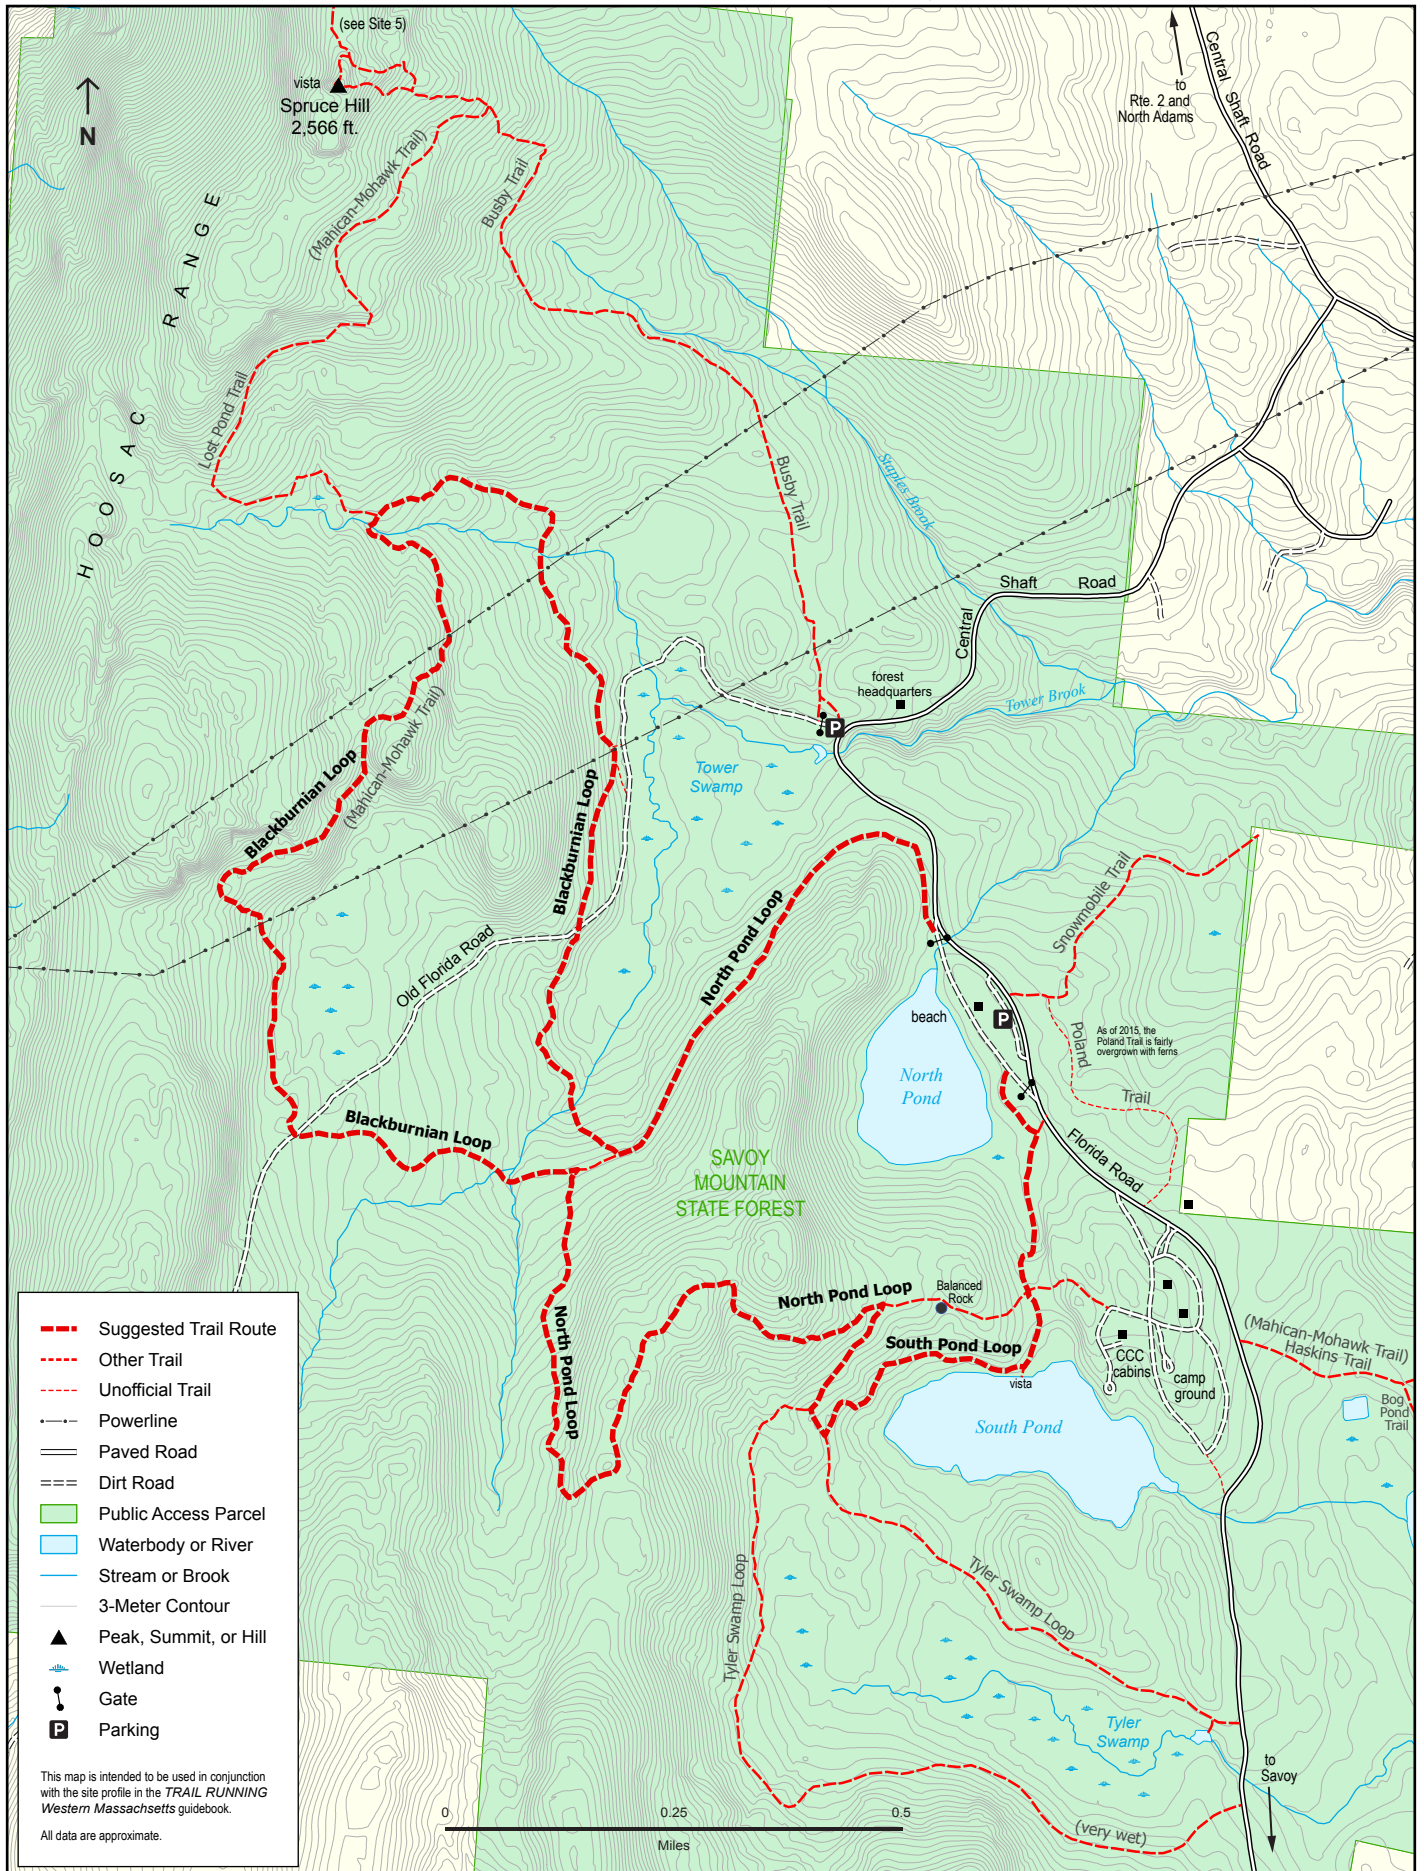 (see Site 5)
vista
Spruce Hill
2,566 ft.
N
to
Rte. 2 and
North Adams
Central Shaft Road
(Mahican-Mohawk Trail)
Busby Trail
HOOSAC RANGE
Lost Pond Trail
Busby Trail
Staples Brook
Central Shaft Road
forest
headquarters
Tower Brook
P
Tower
Swamp
Blackburnian Loop
(Mahican-Mohawk Trail)
Blackburnian Loop
Old Florida Road
North Pond Loop
Snowmobile Trail
beach
P
As of 2015, the
Poland Trail is fairly
overgrown with ferns
Poland Trail
North
Pond
Blackburnian Loop
Florida Road
SAVOY
MOUNTAIN
STATE FOREST
North Pond Loop
Balanced
Rock
North Pond Loop
South Pond Loop
vista
CCC
cabins
camp
ground
(Mahican-Mohawk Trail)
Haskins Trail
Bog
Pond
Trail
South Pond
Tyler Swamp Loop
Tyler Swamp Loop
Tyler
Swamp
to
Savoy
(very wet)
Suggested Trail Route
Other Trail
Unofficial Trail
Powerline
Paved Road
Dirt Road
Public Access Parcel
Waterbody or River
Stream or Brook
3-Meter Contour
Peak, Summit, or Hill
Wetland
Gate
P Parking
This map is intended to be used in conjunction
with the site profile in the TRAIL RUNNING
Western Massachsetts guidebook.
All data are approximate.
0 0.25 0.5
Miles